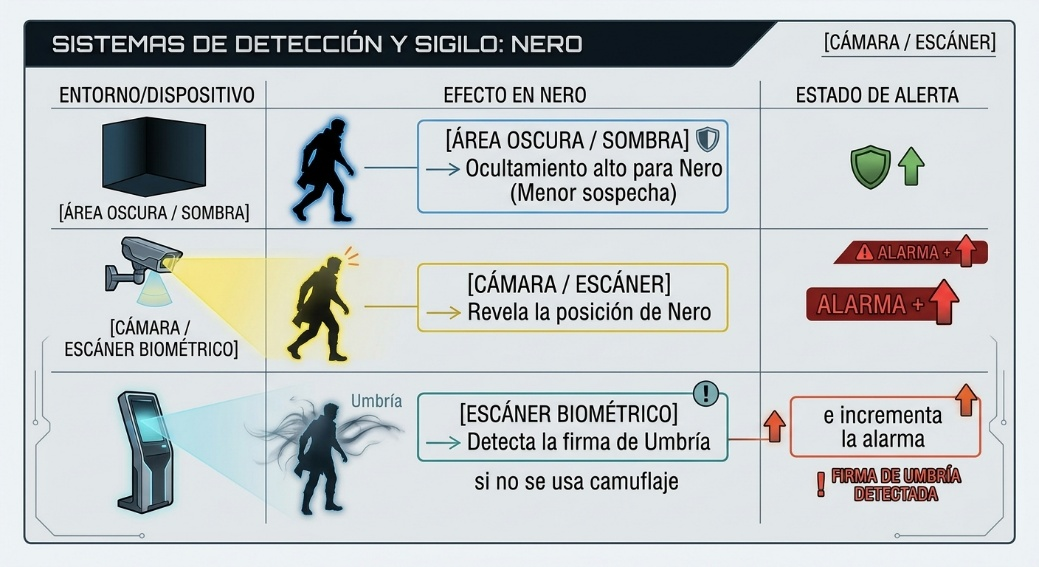 SISTEMAS DE DETECCIÓN Y SIGILO: NERO
[CÁMARA / ESCÁNER]
ENTORNO/DISPOSITIVO
EFECTO EN NERO
ESTADO DE ALERTA
[ÁREA OSCURA / SOMBRA]
[ÁREA OSCURA / SOMBRA]
→ Ocultamiento alto para Nero
(Menor sospecha)
[CÁMARA /
ESCÁNER BIOMÉTRICO]
[CÁMARA / ESCÁNER]
→ Revela la posición de Nero
ALARMA +
ALARMA +
Umbría
[ESCÁNER BIOMÉTRICO]
→ Detecta la firma de Umbría
si no se usa camuflaje
!
e incrementa
la alarma
! FIRMA DE UMBRÍA
DETECTADA